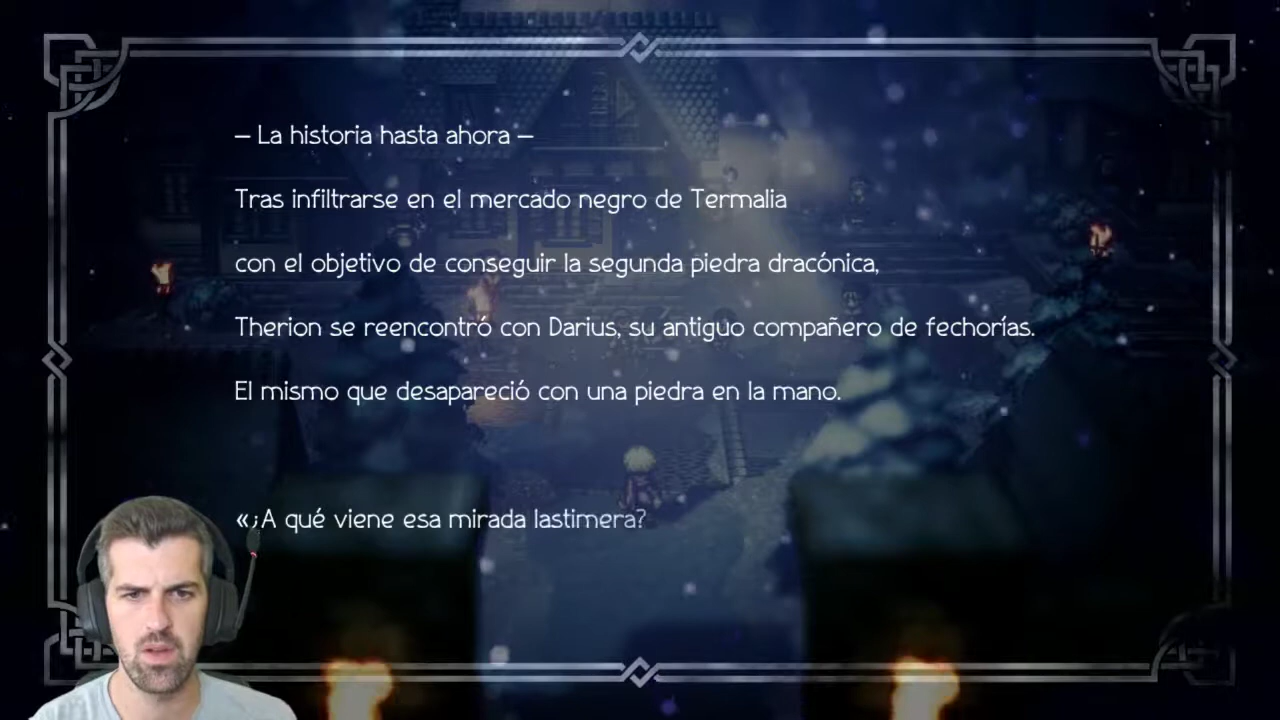 — La historia hasta ahora —
Tras infiltrarse en el mercado negro de Termalia
con el objetivo de conseguir la segunda piedra dracónica,
Therion se reencontró con Darius, su antiguo compañero de fechorías.
El mismo que desapareció con una piedra en la mano.
«¿A qué viene esa mirada lastimera?